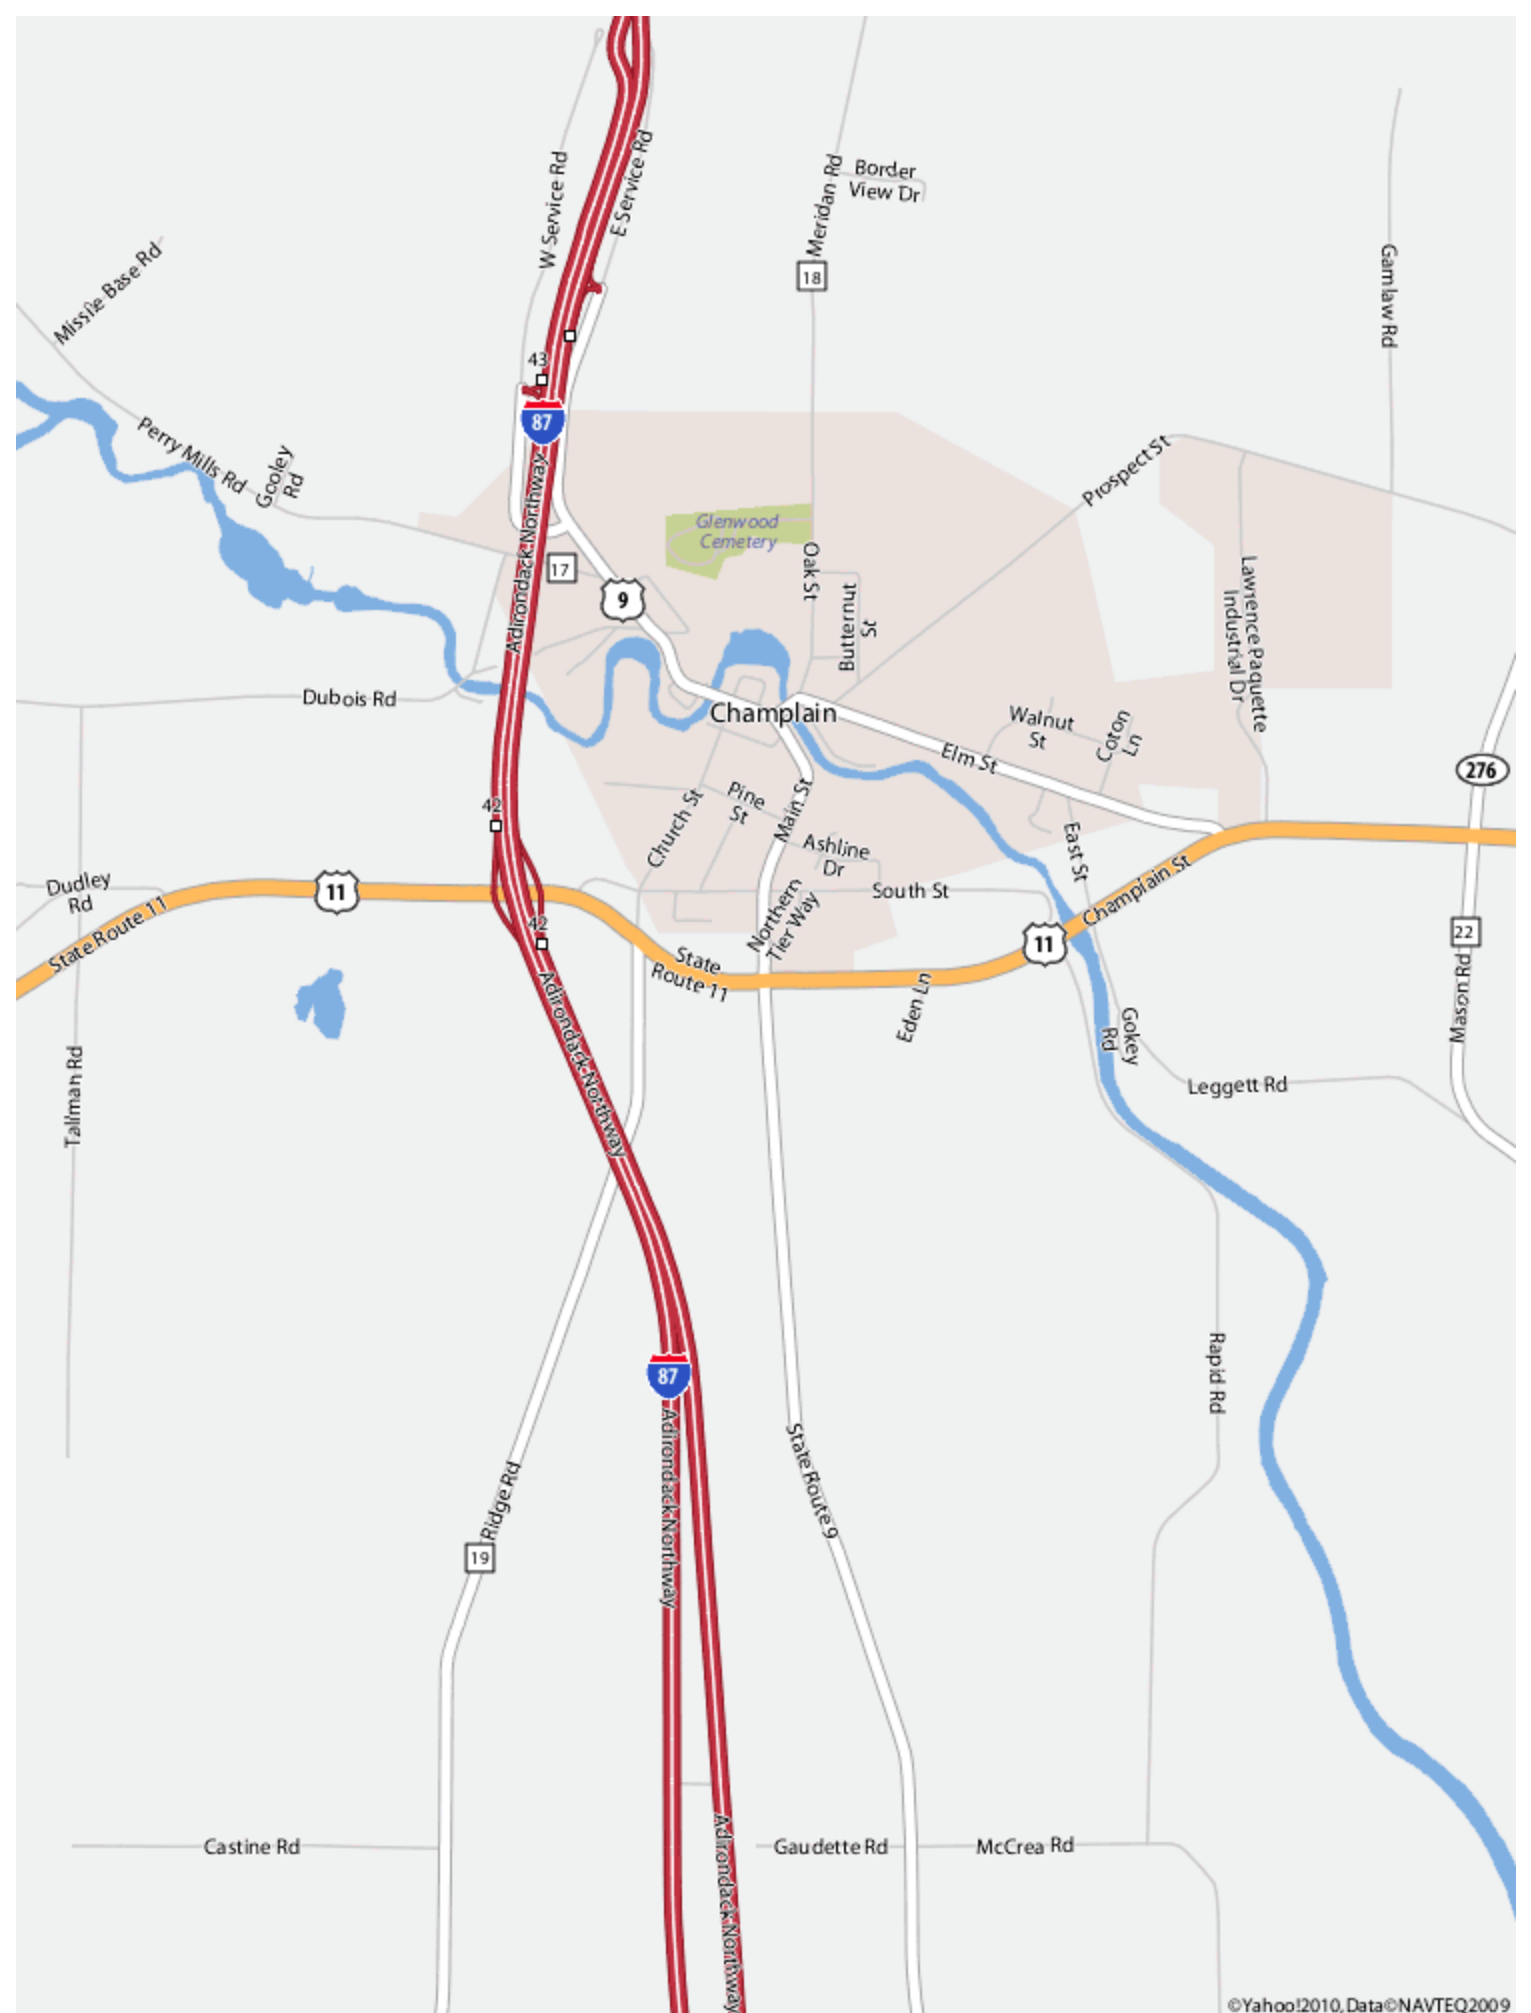 W Service Rd
E Service Rd
Meridan Rd
Border
View Dr
18
Missile Base Rd
Gamlaw Rd
43
87
Perry Mills Rd
Gooley
Rd
Prospect St
Adirondack Northway
Glenwood
Cemetery
17
9
Oak St
Butternut
St
Lawrence Paquette
Industrial Dr
Dubois Rd
Champlain
Walnut
St
Coton
Ln
Elm St
276
42
Pine
St
Church St
Main St
Ashline
Dr
East St
Dudley
Rd
11
State Route 11
South St
Champlain St
Northern
Tier Way
42
11
22
State
Route 11
Eden Ln
Mason Rd
Adirondack Northway
Gokey
Rd
Tallman Rd
Leggett Rd
87
Rapid Rd
Adirondack Northway
State Route 9
Ridge Rd
19
Castine Rd
Gaudette Rd
McCrea Rd
Adirondack Northway
©Yahoo!2010, Data©NAVTEQ2009